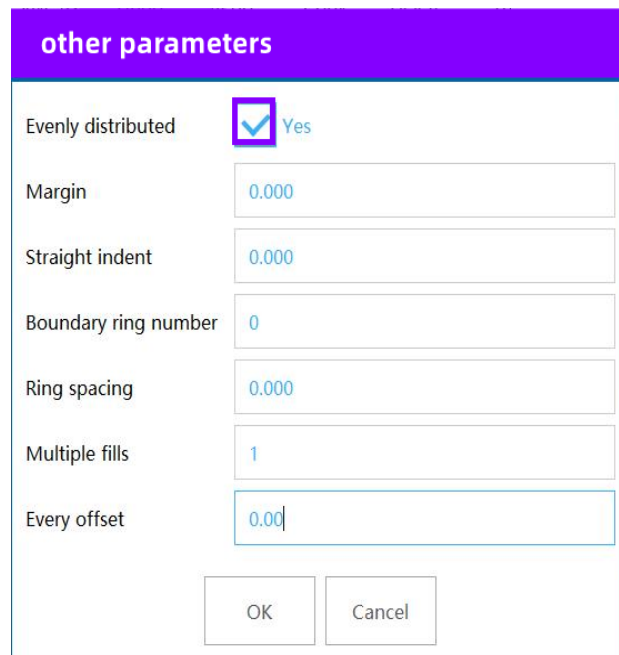 other parameters
Evenly distributed Yes
Margin 0.000
Straight indent 0.000
Boundary ring number 0
Ring spacing 0.000
Multiple fills 1
Every offset 0.00
OK Cancel